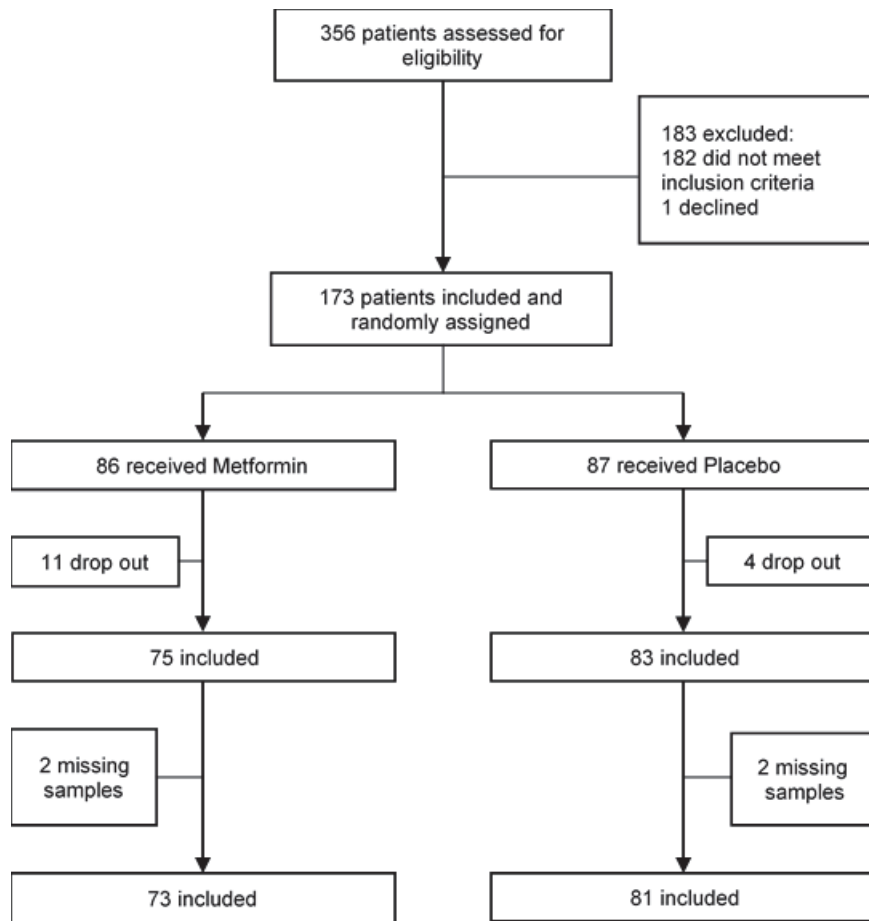 356 patients assessed for
eligibility
183 excluded:
182 did not meet
inclusion criteria
1 declined
173 patients included and
randomly assigned
86 received Metformin
87 received Placebo
11 drop out
4 drop out
75 included
83 included
2 missing
samples
2 missing
samples
73 included
81 included